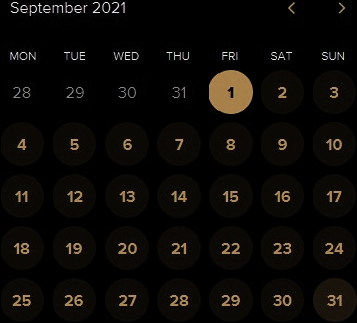 September 2021
MON TUE WED THU FRI SAT SUN
28 29 30 31 1 2 3
4 5 6 7 8 9 10
11 12 13 14 15 16 17
18 19 20 21 22 23 24
25 26 27 28 29 30 31